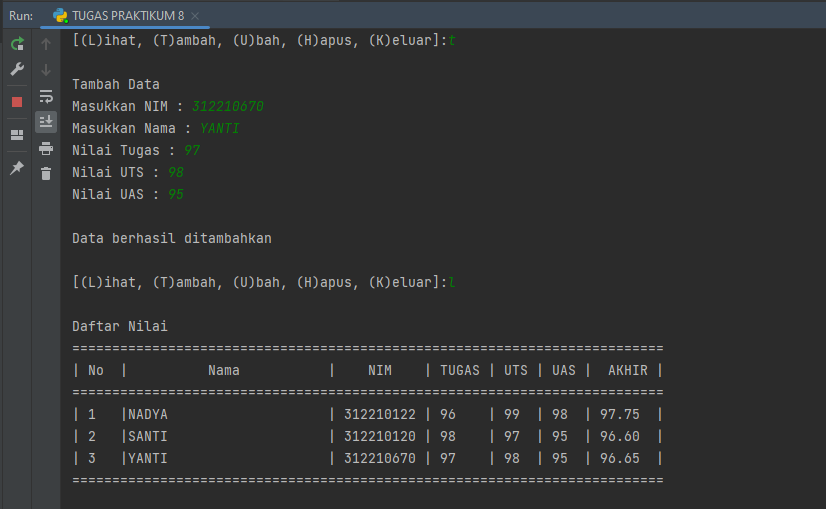 Run: TUGAS PRAKTIKUM 8
[(L)ihat, (T)ambah, (U)bah, (H)apus, (K)eluar]:t
Tambah Data
Masukkan NIM : 312210670
Masukkan Nama : YANTI
Nilai Tugas : 97
Nilai UTS : 98
Nilai UAS : 95
Data berhasil ditambahkan
[(L)ihat, (T)ambah, (U)bah, (H)apus, (K)eluar]:l
Daftar Nilai
==========================================================================
| No  |          Nama           |    NIM    | TUGAS | UTS | UAS |  AKHIR |
==========================================================================
| 1   |NADYA                    | 312210122 | 96    | 99  | 98  | 97.75  |
| 2   |SANTI                    | 312210120 | 98    | 97  | 95  | 96.60  |
| 3   |YANTI                    | 312210670 | 97    | 98  | 95  | 96.65  |
==========================================================================